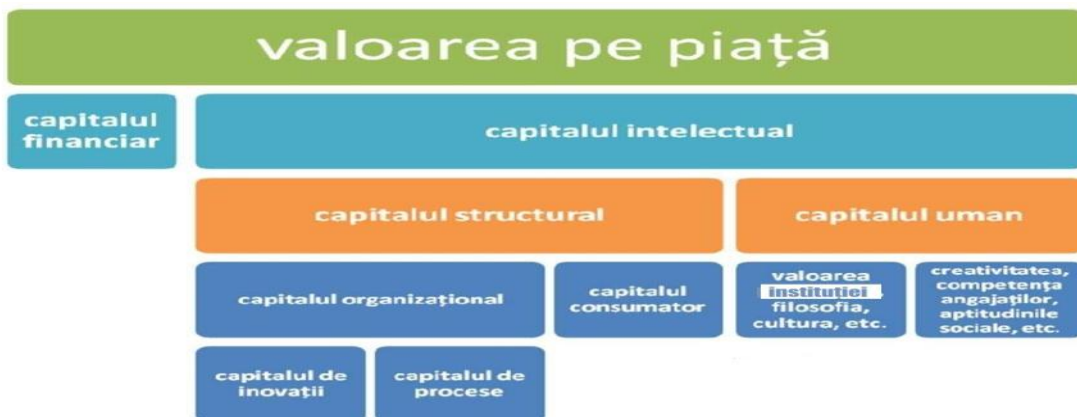 valoarea pe piață
capitalul
financiar
capitalul intelectual
capitalul structural
capitalul uman
capitalul organizațional
capitalul
consumator
valoarea
instituției,
filosofia,
cultura, etc.
creativitatea,
competența
angajaților,
aptitudinile
sociale, etc.
capitalul de
inovații
capitalul de
procese